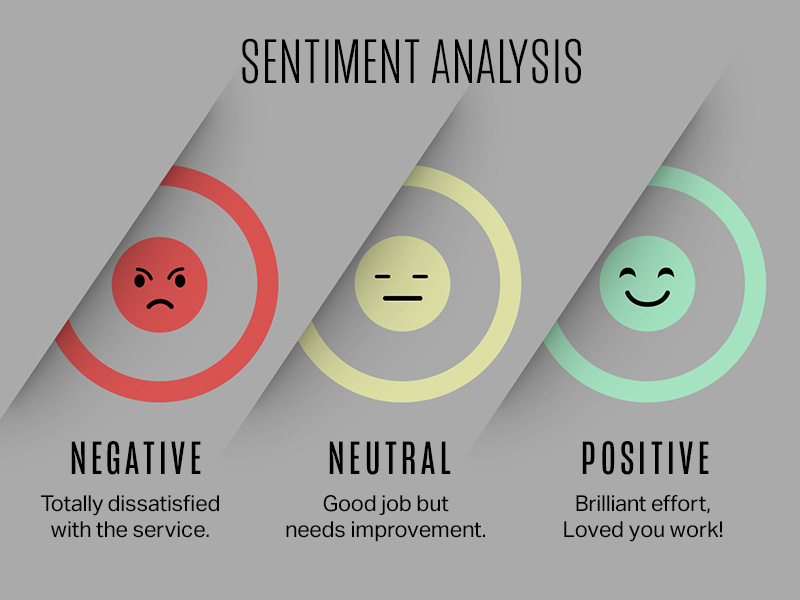 SENTIMENT ANALYSIS
NEGATIVE
Totally dissatisfied
with the service.
NEUTRAL
Good job but
needs improvement.
POSITIVE
Brilliant effort,
Loved you work!